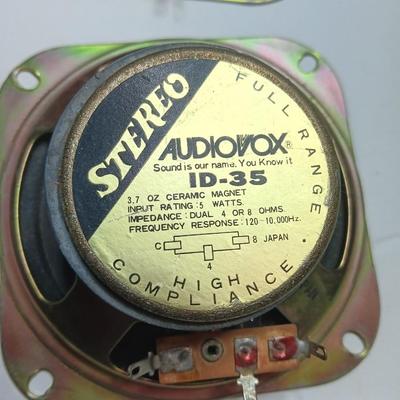 STEREO
FULL RANGE
AUDIOVOX®
Sound is our name. You Know it
ID-35
3.7 OZ CERAMIC MAGNET
INPUT RATING: 5 WATTS.
IMPEDANCE: DUAL 4 OR 8 OHMS.
FREQUENCY RESPONSE: 120-10,000Hz.
C 8 JAPAN
4
HIGH
COMPLIANCE.